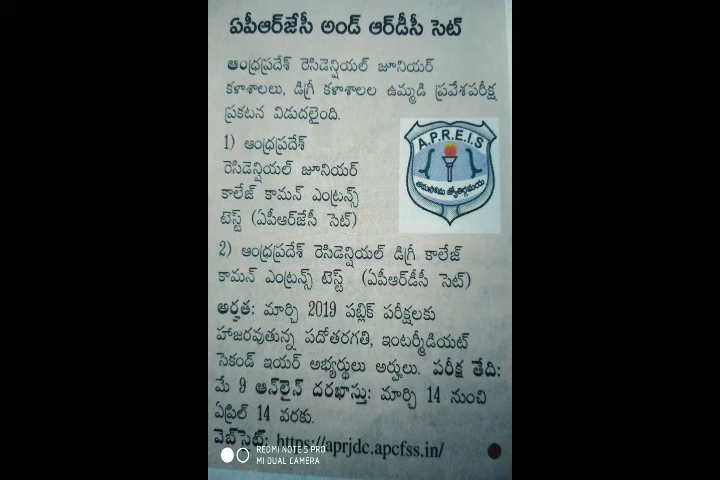 ఏపీఆర్‌జేసీ అండ్ ఆర్‌డీసీ సెట్
ఆంధ్రప్రదేశ్ రెసిడెన్షియల్ జూనియర్
కళాశాలలు, డిగ్రీ కళాశాలల ఉమ్మడి ప్రవేశపరీక్ష
ప్రకటన విడుదలైంది.
1) ఆంధ్రప్రదేశ్
రెసిడెన్షియల్ జూనియర్
కాలేజ్ కామన్ ఎంట్రన్స్
టెస్ట్ (ఏపీఆర్‌జేసీ సెట్)
A.P.R.E.I.S
తమసోమా జ్యోతిర్గమయ
2) ఆంధ్రప్రదేశ్ రెసిడెన్షియల్ డిగ్రీ కాలేజ్
కామన్ ఎంట్రన్స్ టెస్ట్ (ఏపీఆర్‌డీసీ సెట్)
అర్హత: మార్చి 2019 పబ్లిక్ పరీక్షలకు
హాజరవుతున్న పదోతరగతి, ఇంటర్మీడియట్
సెకండ్ ఇయర్ అభ్యర్థులు అర్హులు. పరీక్ష తేది:
మే 9 ఆన్‌లైన్ దరఖాస్తు: మార్చి 14 నుంచి
ఏప్రిల్ 14 వరకు.
వెబ్‌సైట్: https://aprjdc.apcfss.in/
REDMI NOTE 5 PRO
MI DUAL CAMERA